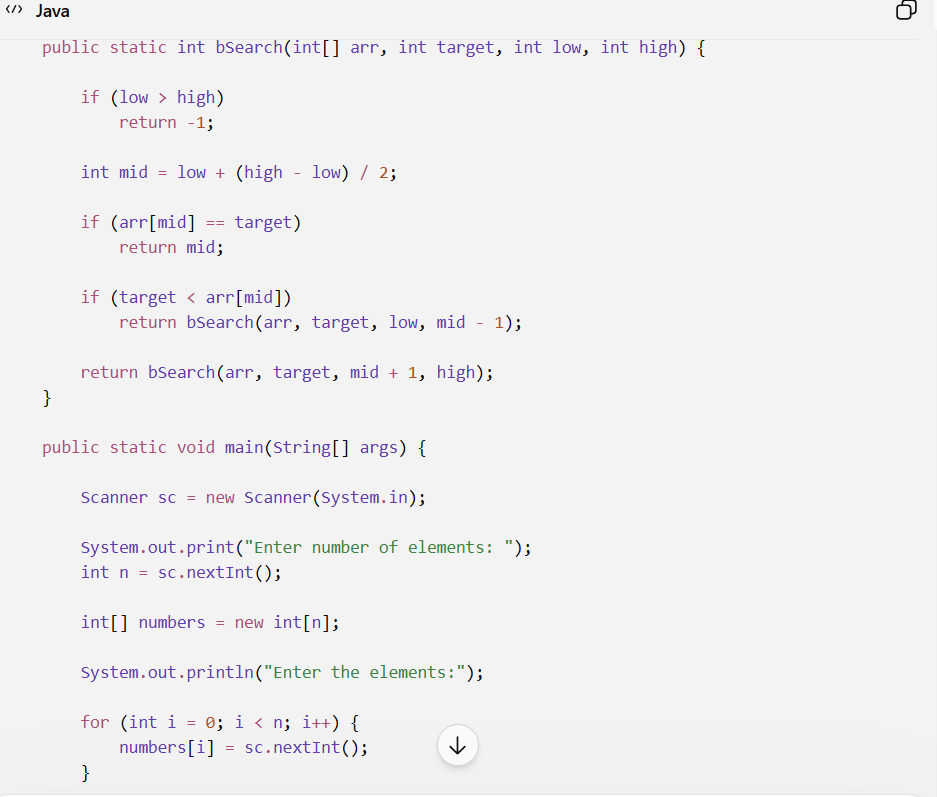 </> Java
public static int bSearch(int[] arr, int target, int low, int high) {
if (low > high)
return -1;
int mid = low + (high - low) / 2;
if (arr[mid] == target)
return mid;
if (target < arr[mid])
return bSearch(arr, target, low, mid - 1);
return bSearch(arr, target, mid + 1, high);
}
public static void main(String[] args) {
Scanner sc = new Scanner(System.in);
System.out.print("Enter number of elements: ");
int n = sc.nextInt();
int[] numbers = new int[n];
System.out.println("Enter the elements:");
for (int i = 0; i < n; i++) {
numbers[i] = sc.nextInt();
}